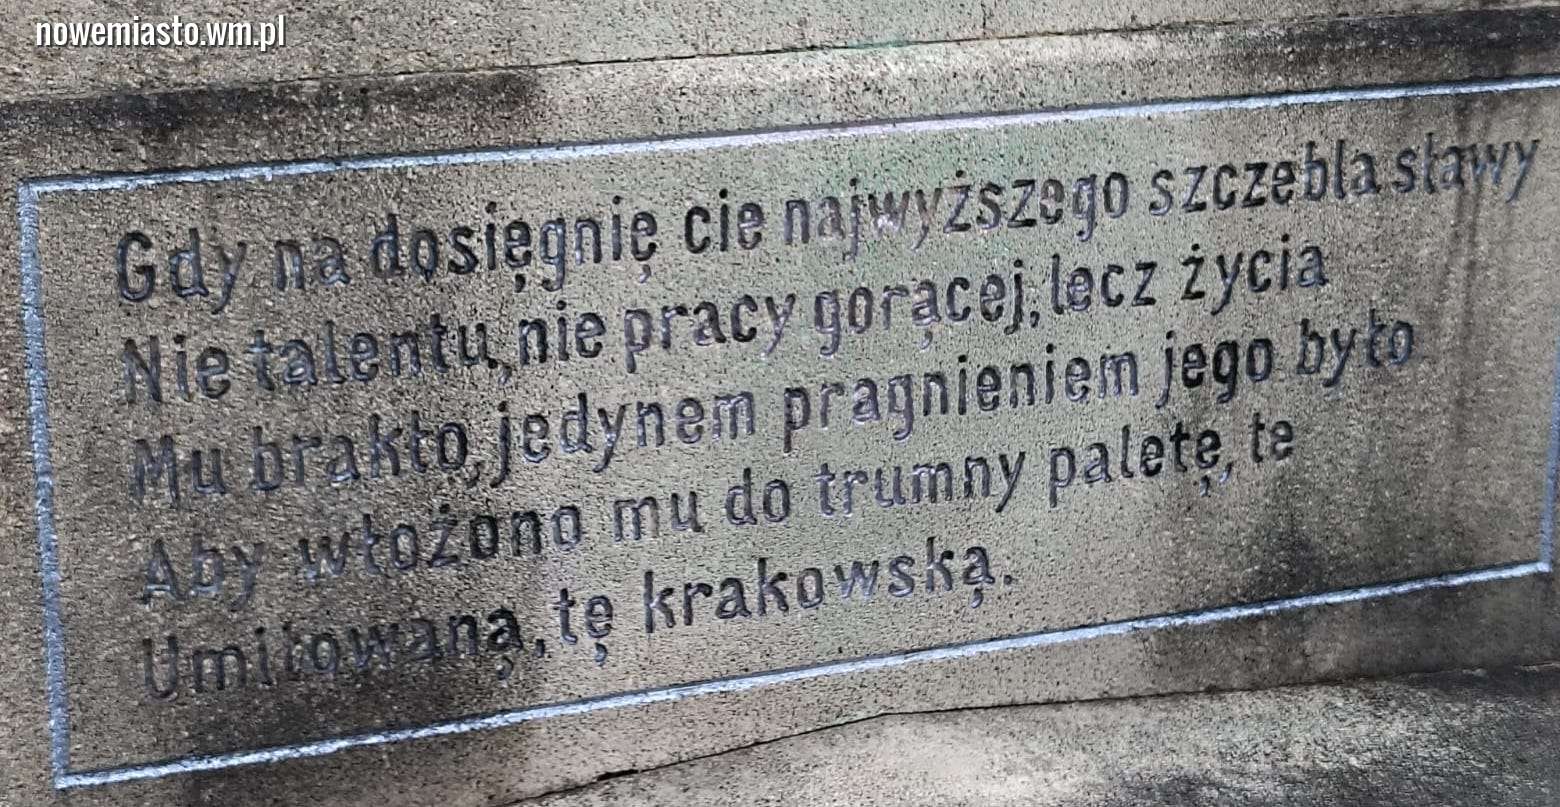 nowemiasto.wm.pl
Gdy na dosięgnię cie najwyższego szczebla sławy
Nie talentu, nie pracy gorącej, lecz życia
Mu brakło, jedynem pragnieniem jego było
Aby włożono mu do trumny paletę, te
Umiłowaną, tę krakowską.